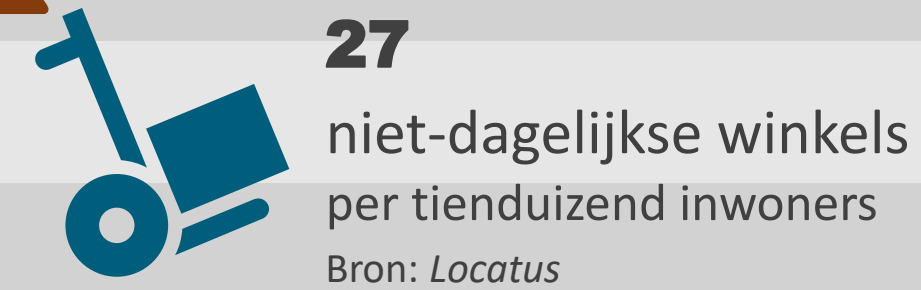 27
niet-dagelijkse winkels
per tienduizend inwoners
Bron: Locatus